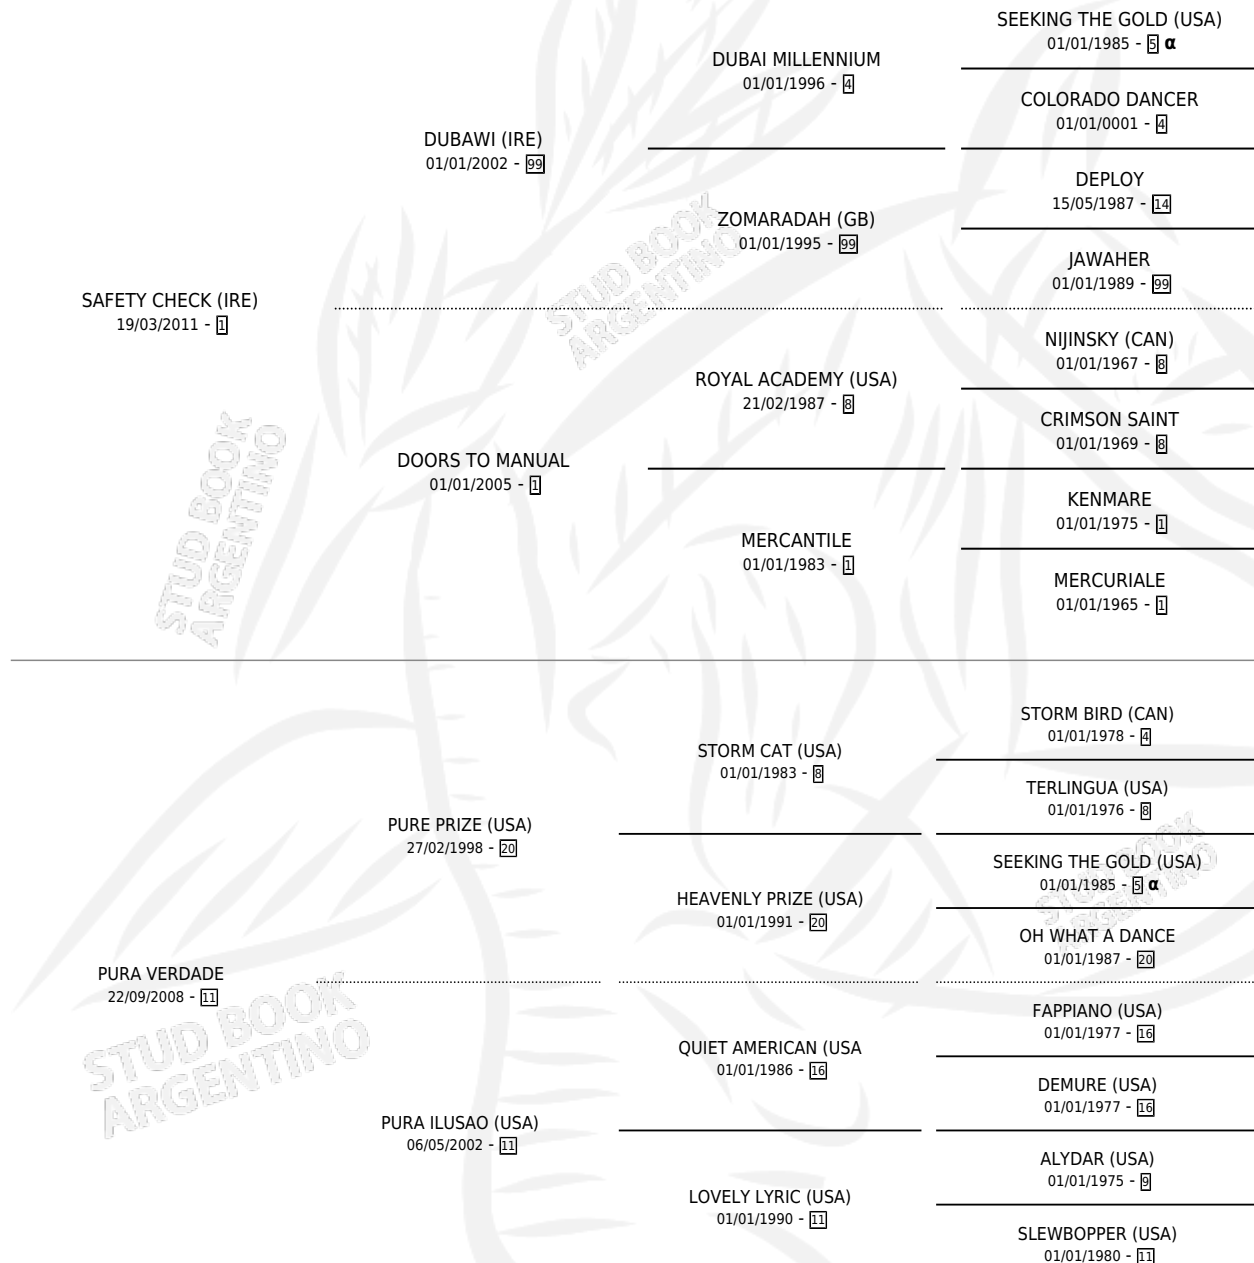 SEEKING THE GOLD (USA)
01/01/1985 - 5 α
DUBAI MILLENNIUM
01/01/1996 - 4
COLORADO DANCER
01/01/0001 - 4
DUBAWI (IRE)
01/01/2002 - 99
DEPLOY
15/05/1987 - 14
ZOMARADAH (GB)
01/01/1995 - 99
JAWAHER
01/01/1989 - 99
SAFETY CHECK (IRE)
19/03/2011 - 1
NIJINSKY (CAN)
01/01/1967 - 8
ROYAL ACADEMY (USA)
21/02/1987 - 8
CRIMSON SAINT
01/01/1969 - 8
DOORS TO MANUAL
01/01/2005 - 1
KENMARE
01/01/1975 - 1
MERCANTILE
01/01/1983 - 1
MERCURIALE
01/01/1965 - 1
STORM BIRD (CAN)
01/01/1978 - 4
STORM CAT (USA)
01/01/1983 - 8
TERLINGUA (USA)
01/01/1976 - 8
PURE PRIZE (USA)
27/02/1998 - 20
SEEKING THE GOLD (USA)
01/01/1985 - 5 α
HEAVENLY PRIZE (USA)
01/01/1991 - 20
OH WHAT A DANCE
01/01/1987 - 20
PURA VERDADE
22/09/2008 - 11
FAPPIANO (USA)
01/01/1977 - 16
QUIET AMERICAN (USA
01/01/1986 - 16
DEMURE (USA)
01/01/1977 - 16
PURA ILUSAO (USA)
06/05/2002 - 11
ALYDAR (USA)
01/01/1975 - 9
LOVELY LYRIC (USA)
01/01/1990 - 11
SLEWBOPPER (USA)
01/01/1980 - 11
STUD BOOK
ARGENTINO
STUD BOOK
ARGENTINO
STUD BOOK
ARGENTINO
STUD BOOK
ARGENTINO